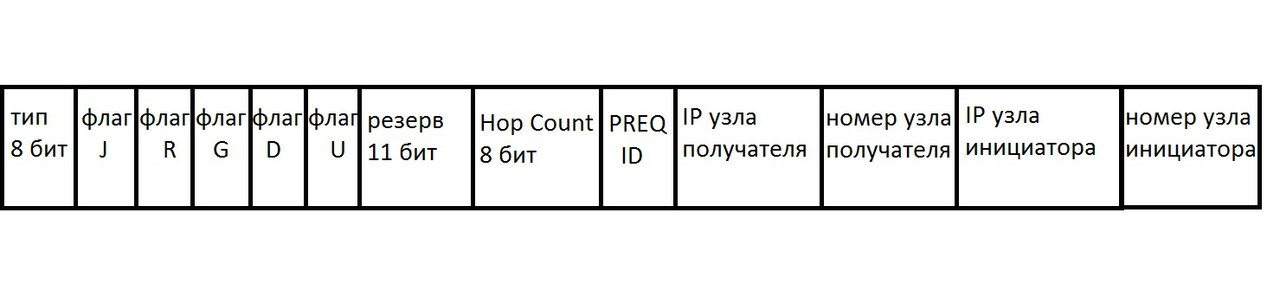 тип
8 бит
флаг
J
флаг
R
флаг
G
флаг
D
флаг
U
резерв
11 бит
Hop Count
8 бит
PREQ
ID
IP узла
получателя
номер узла
получателя
IP узла
инициатора
номер узла
инициатора